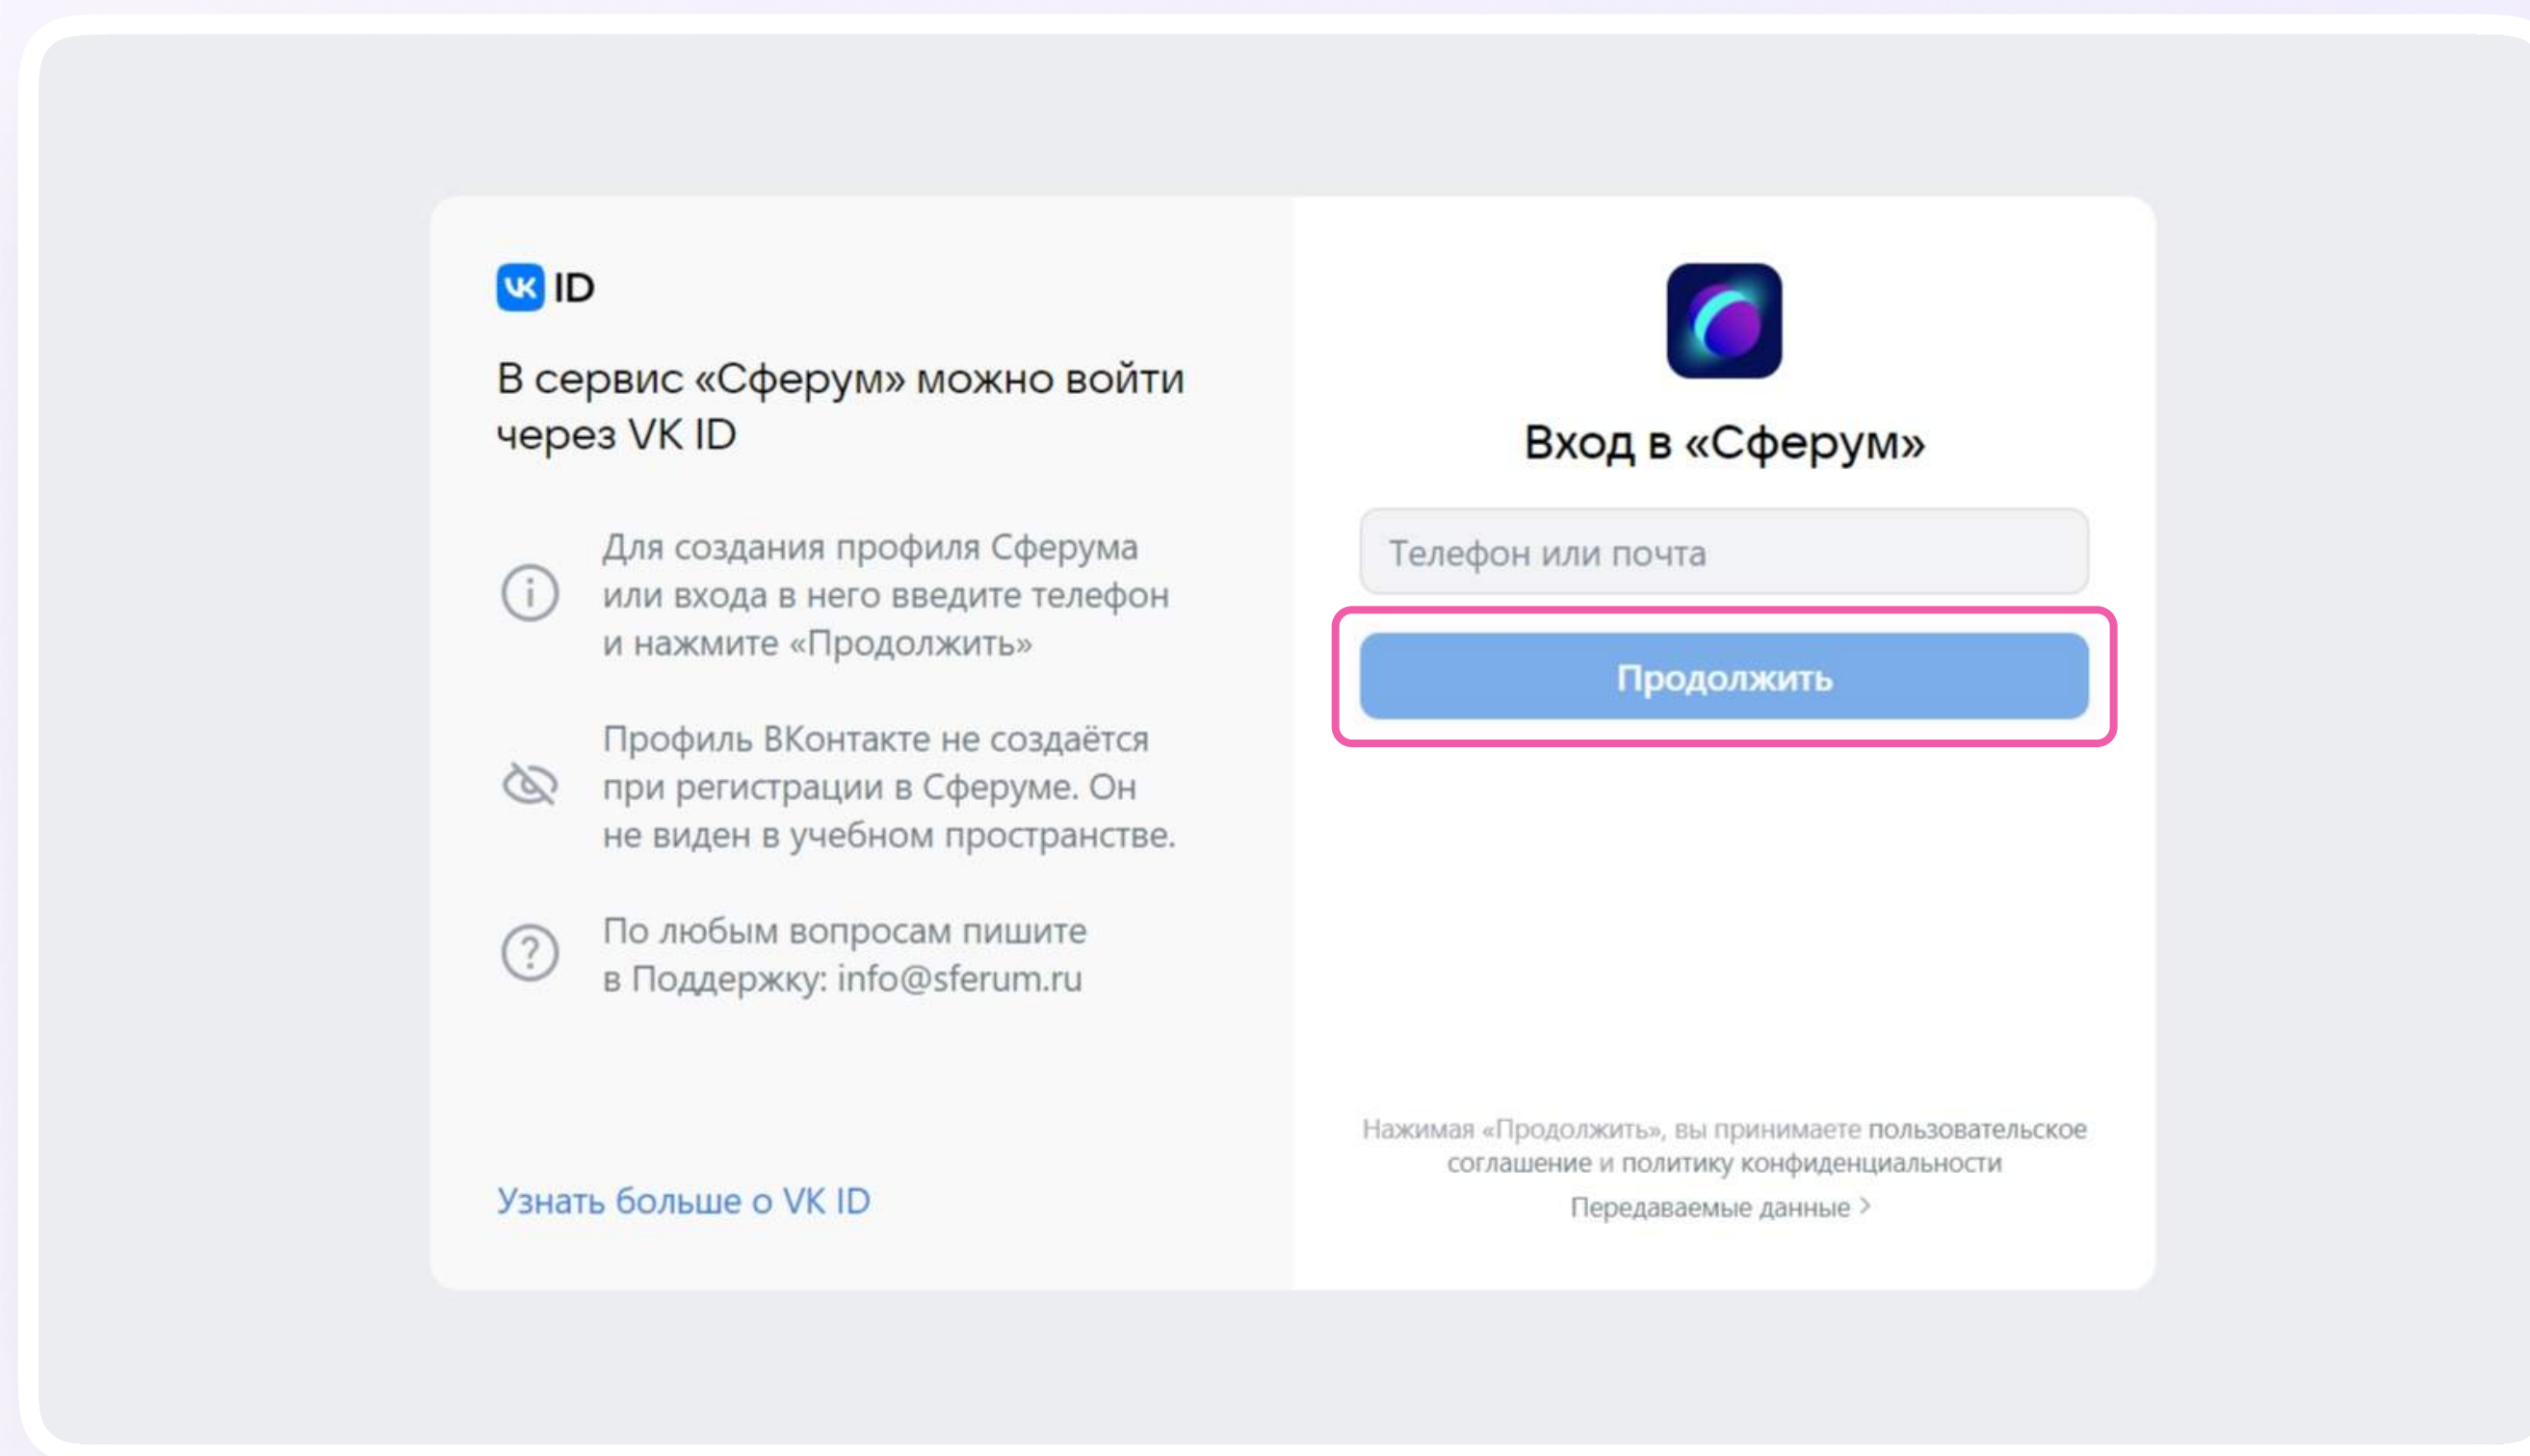 VK ID
В сервис «Сферум» можно войти
через VK ID
Для создания профиля Сферума
или входа в него введите телефон
и нажмите «Продолжить»
Профиль ВКонтакте не создаётся
при регистрации в Сферуме. Он
не виден в учебном пространстве.
По любым вопросам пишите
в Поддержку: info@sferum.ru
Узнать больше о VK ID
Вход в «Сферум»
Телефон или почта
Продолжить
Нажимая «Продолжить», вы принимаете пользовательское
соглашение и политику конфиденциальности
Передаваемые данные >